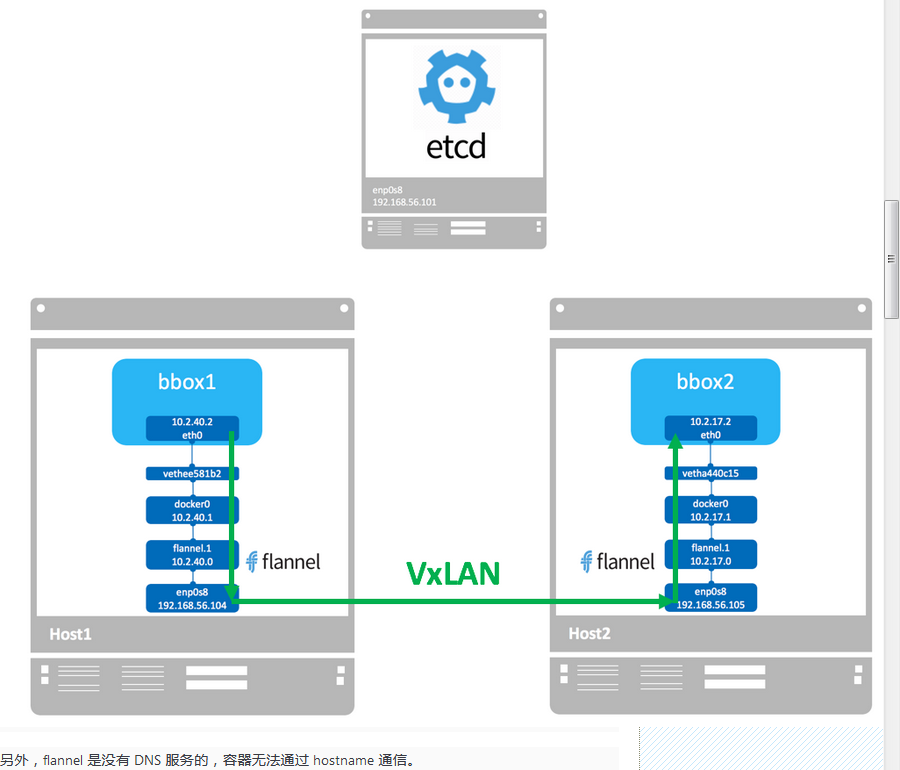 etcd
enp0s8
192.168.56.101
bbox1
10.2.40.2
eth0
vethee581b2
docker0
10.2.40.1
flannel.1
10.2.40.0
flannel
enp0s8
192.168.56.104
Host1
VxLAN
bbox2
10.2.17.2
eth0
vetha440c15
docker0
10.2.17.1
flannel.1
10.2.17.0
flannel
enp0s8
192.168.56.105
Host2
另外，flannel 是没有 DNS 服务的，容器无法通过 hostname 通信。